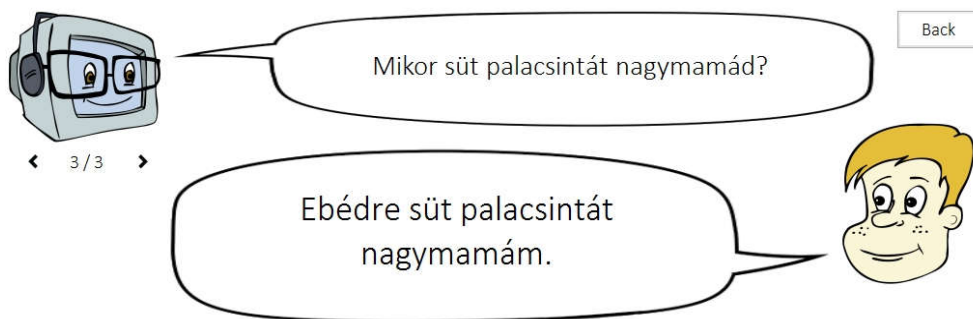 Back
Mikor süt palacsintát nagymamád?
3 / 3
Ebédre süt palacsintát
nagymamám.